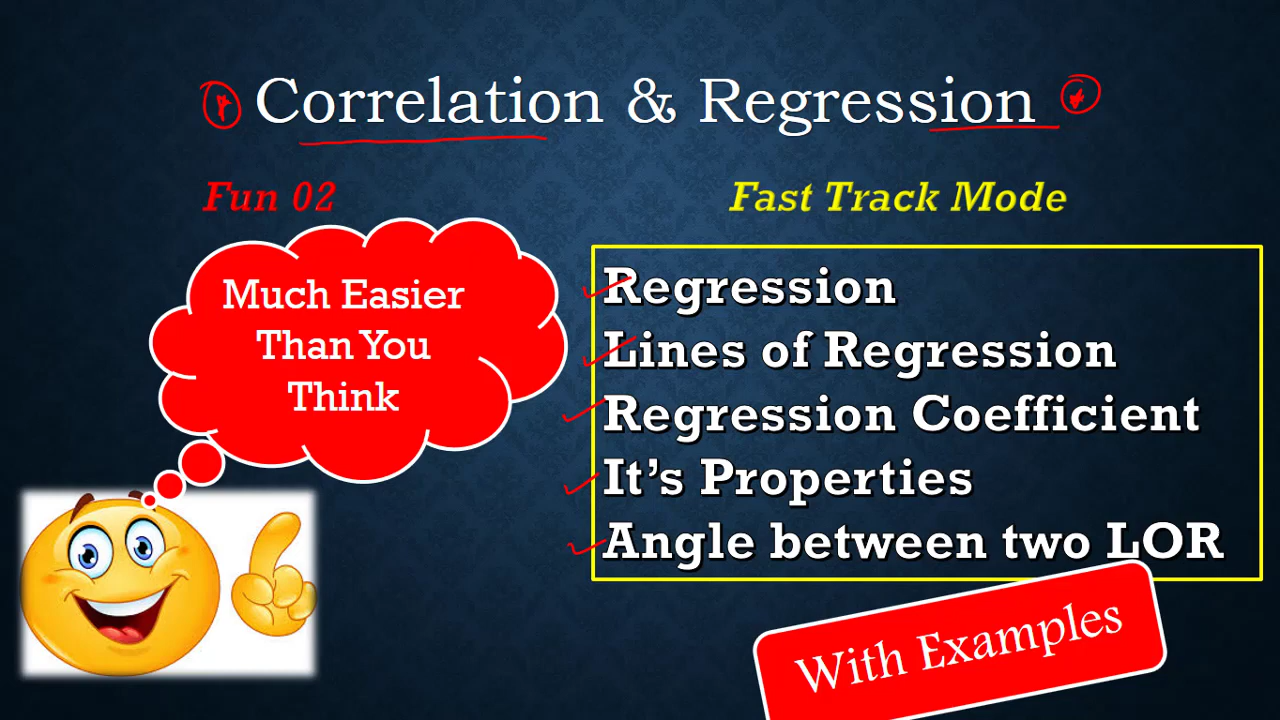 Correlation & Regression
Fun 02
Fast Track Mode
Much Easier
Than You
Think
Regression
Lines of Regression
Regression Coefficient
It's Properties
Angle between two LOR
With Examples